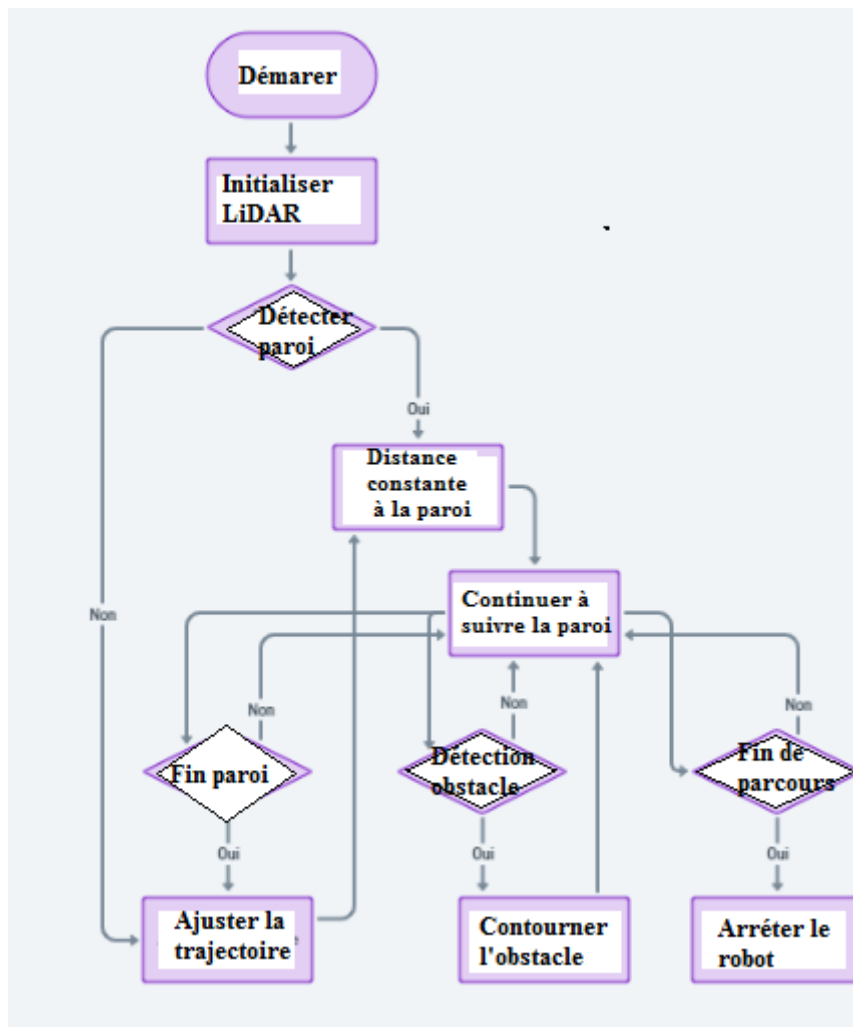 Démarer
Initialiser
LiDAR
Détecter
paroi
Oui
Distance
constante
à la paroi
Continuer à
suivre la paroi
Non
Non
Non
Non
Fin paroi
Détection
obstacle
Fin de
parcours
Oui
Oui
Oui
Ajuster la
trajectoire
Contourner
l'obstacle
Arréter le
robot